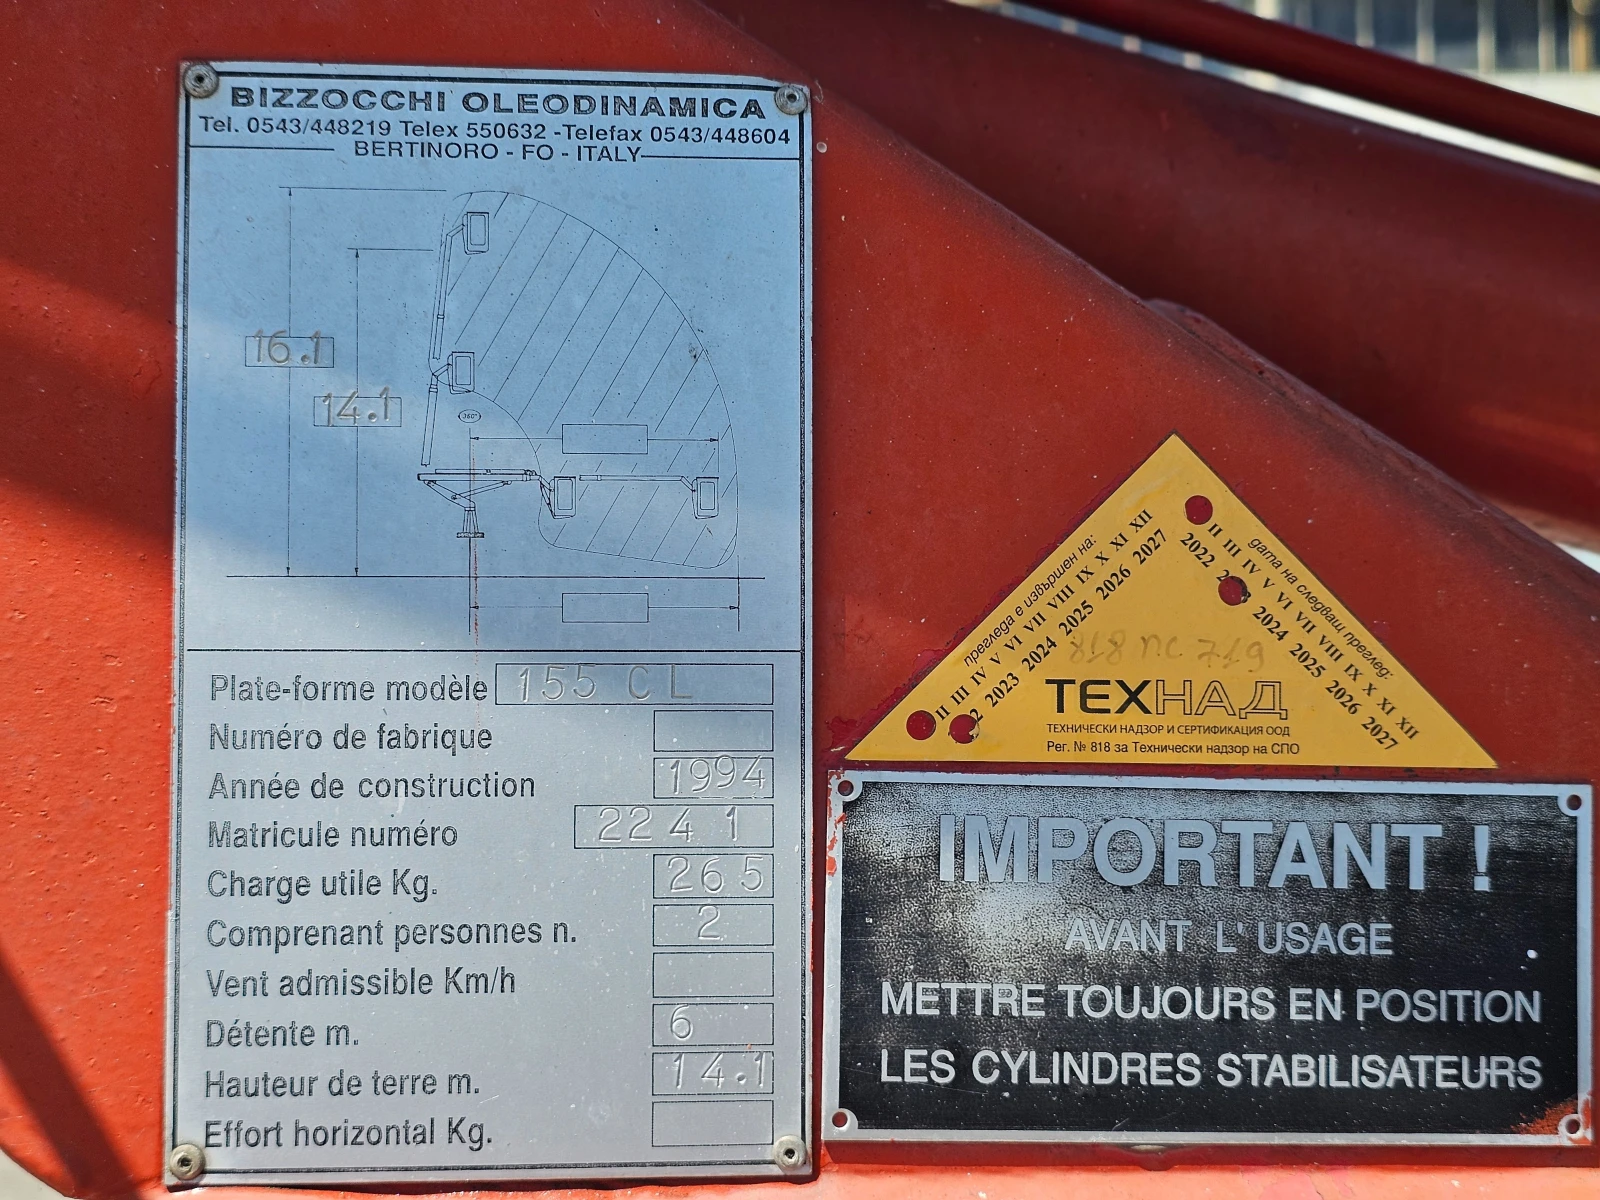 BIZZOCCHI OLEODINAMICA
Tel. 0543/448219 Telex 550632 -Telefax 0543/448604
BERTINORO - FO - ITALY
16.1
14.1
360°
Plate-forme modèle 155 CL
Numéro de fabrique
Année de construction 1994
Matricule numéro 2241
Charge utile Kg. 265
Comprenant personnes n. 2
Vent admissible Km/h
Détente m. 6
Hauteur de terre m. 14.1
Effort horizontal Kg.
прегледа е извършен на:
II III IV V VI VII VIII IX X XI XII
2023 2024 2025 2026 2027
дата на следващ преглед:
II III IV V VI VII VIII IX X XI XII
2022 2024 2025 2026 2027
818 ПС 719
ТЕХНАД
ТЕХНИЧЕСКИ НАДЗОР И СЕРТИФИКАЦИЯ ООД
Рег. № 818 за Технически надзор на СПО
IMPORTANT !
AVANT L' USAGE
METTRE TOUJOURS EN POSITION
LES CYLINDRES STABILISATEURS